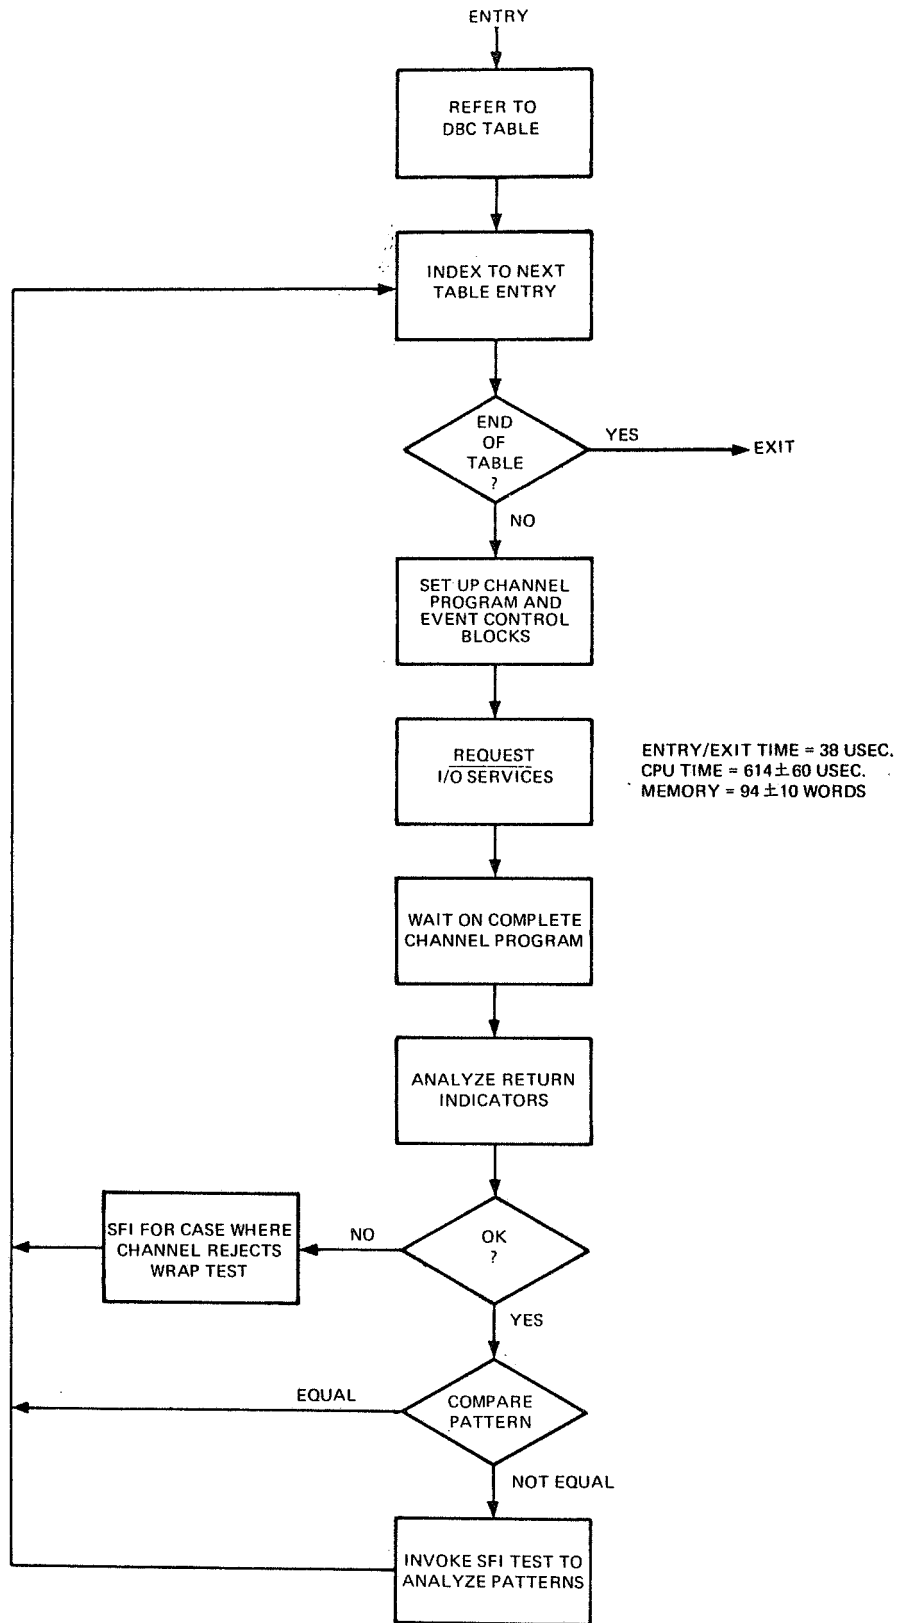 ENTRY
REFER TO
DBC TABLE
INDEX TO NEXT
TABLE ENTRY
END
OF
TABLE
?
YES
EXIT
NO
SET UP CHANNEL
PROGRAM AND
EVENT CONTROL
BLOCKS
REQUEST
I/O SERVICES
ENTRY/EXIT TIME = 38 USEC.
CPU TIME = 614±60 USEC.
MEMORY = 94±10 WORDS
WAIT ON COMPLETE
CHANNEL PROGRAM
ANALYZE RETURN
INDICATORS
OK
?
NO
SFI FOR CASE WHERE
CHANNEL REJECTS
WRAP TEST
YES
COMPARE
PATTERN
EQUAL
NOT EQUAL
INVOKE SFI TEST TO
ANALYZE PATTERNS